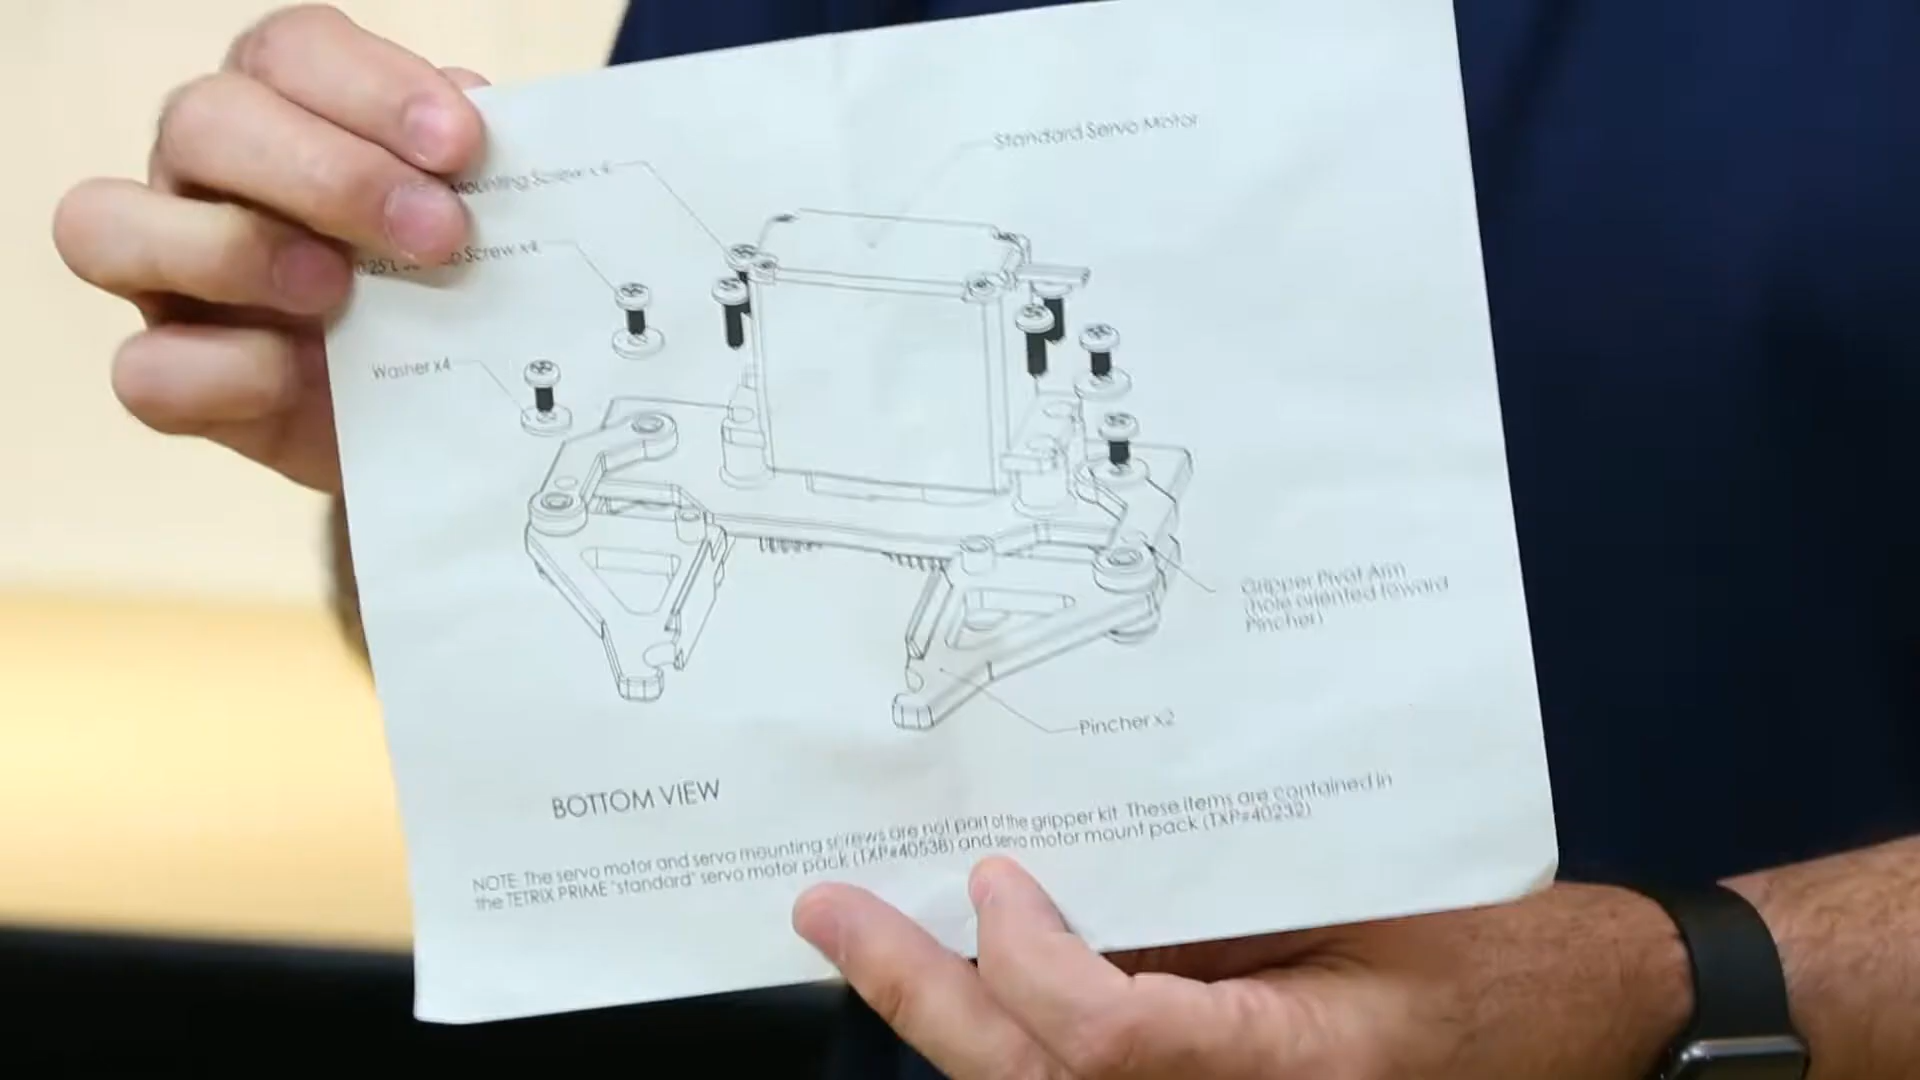 Standard Servo Motor
Mounting Screw x4
Screw x4
Washer x4
Gripper Pivot Arm
(hole oriented toward
Pincher)
Pincher x2
BOTTOM VIEW
NOTE: The servo motor and servo mounting screws are not part of the gripper kit. These items are contained in
the TETRIX PRIME "standard" servo motor pack (TXP#40538) and servo motor mount pack (TXP#40232)